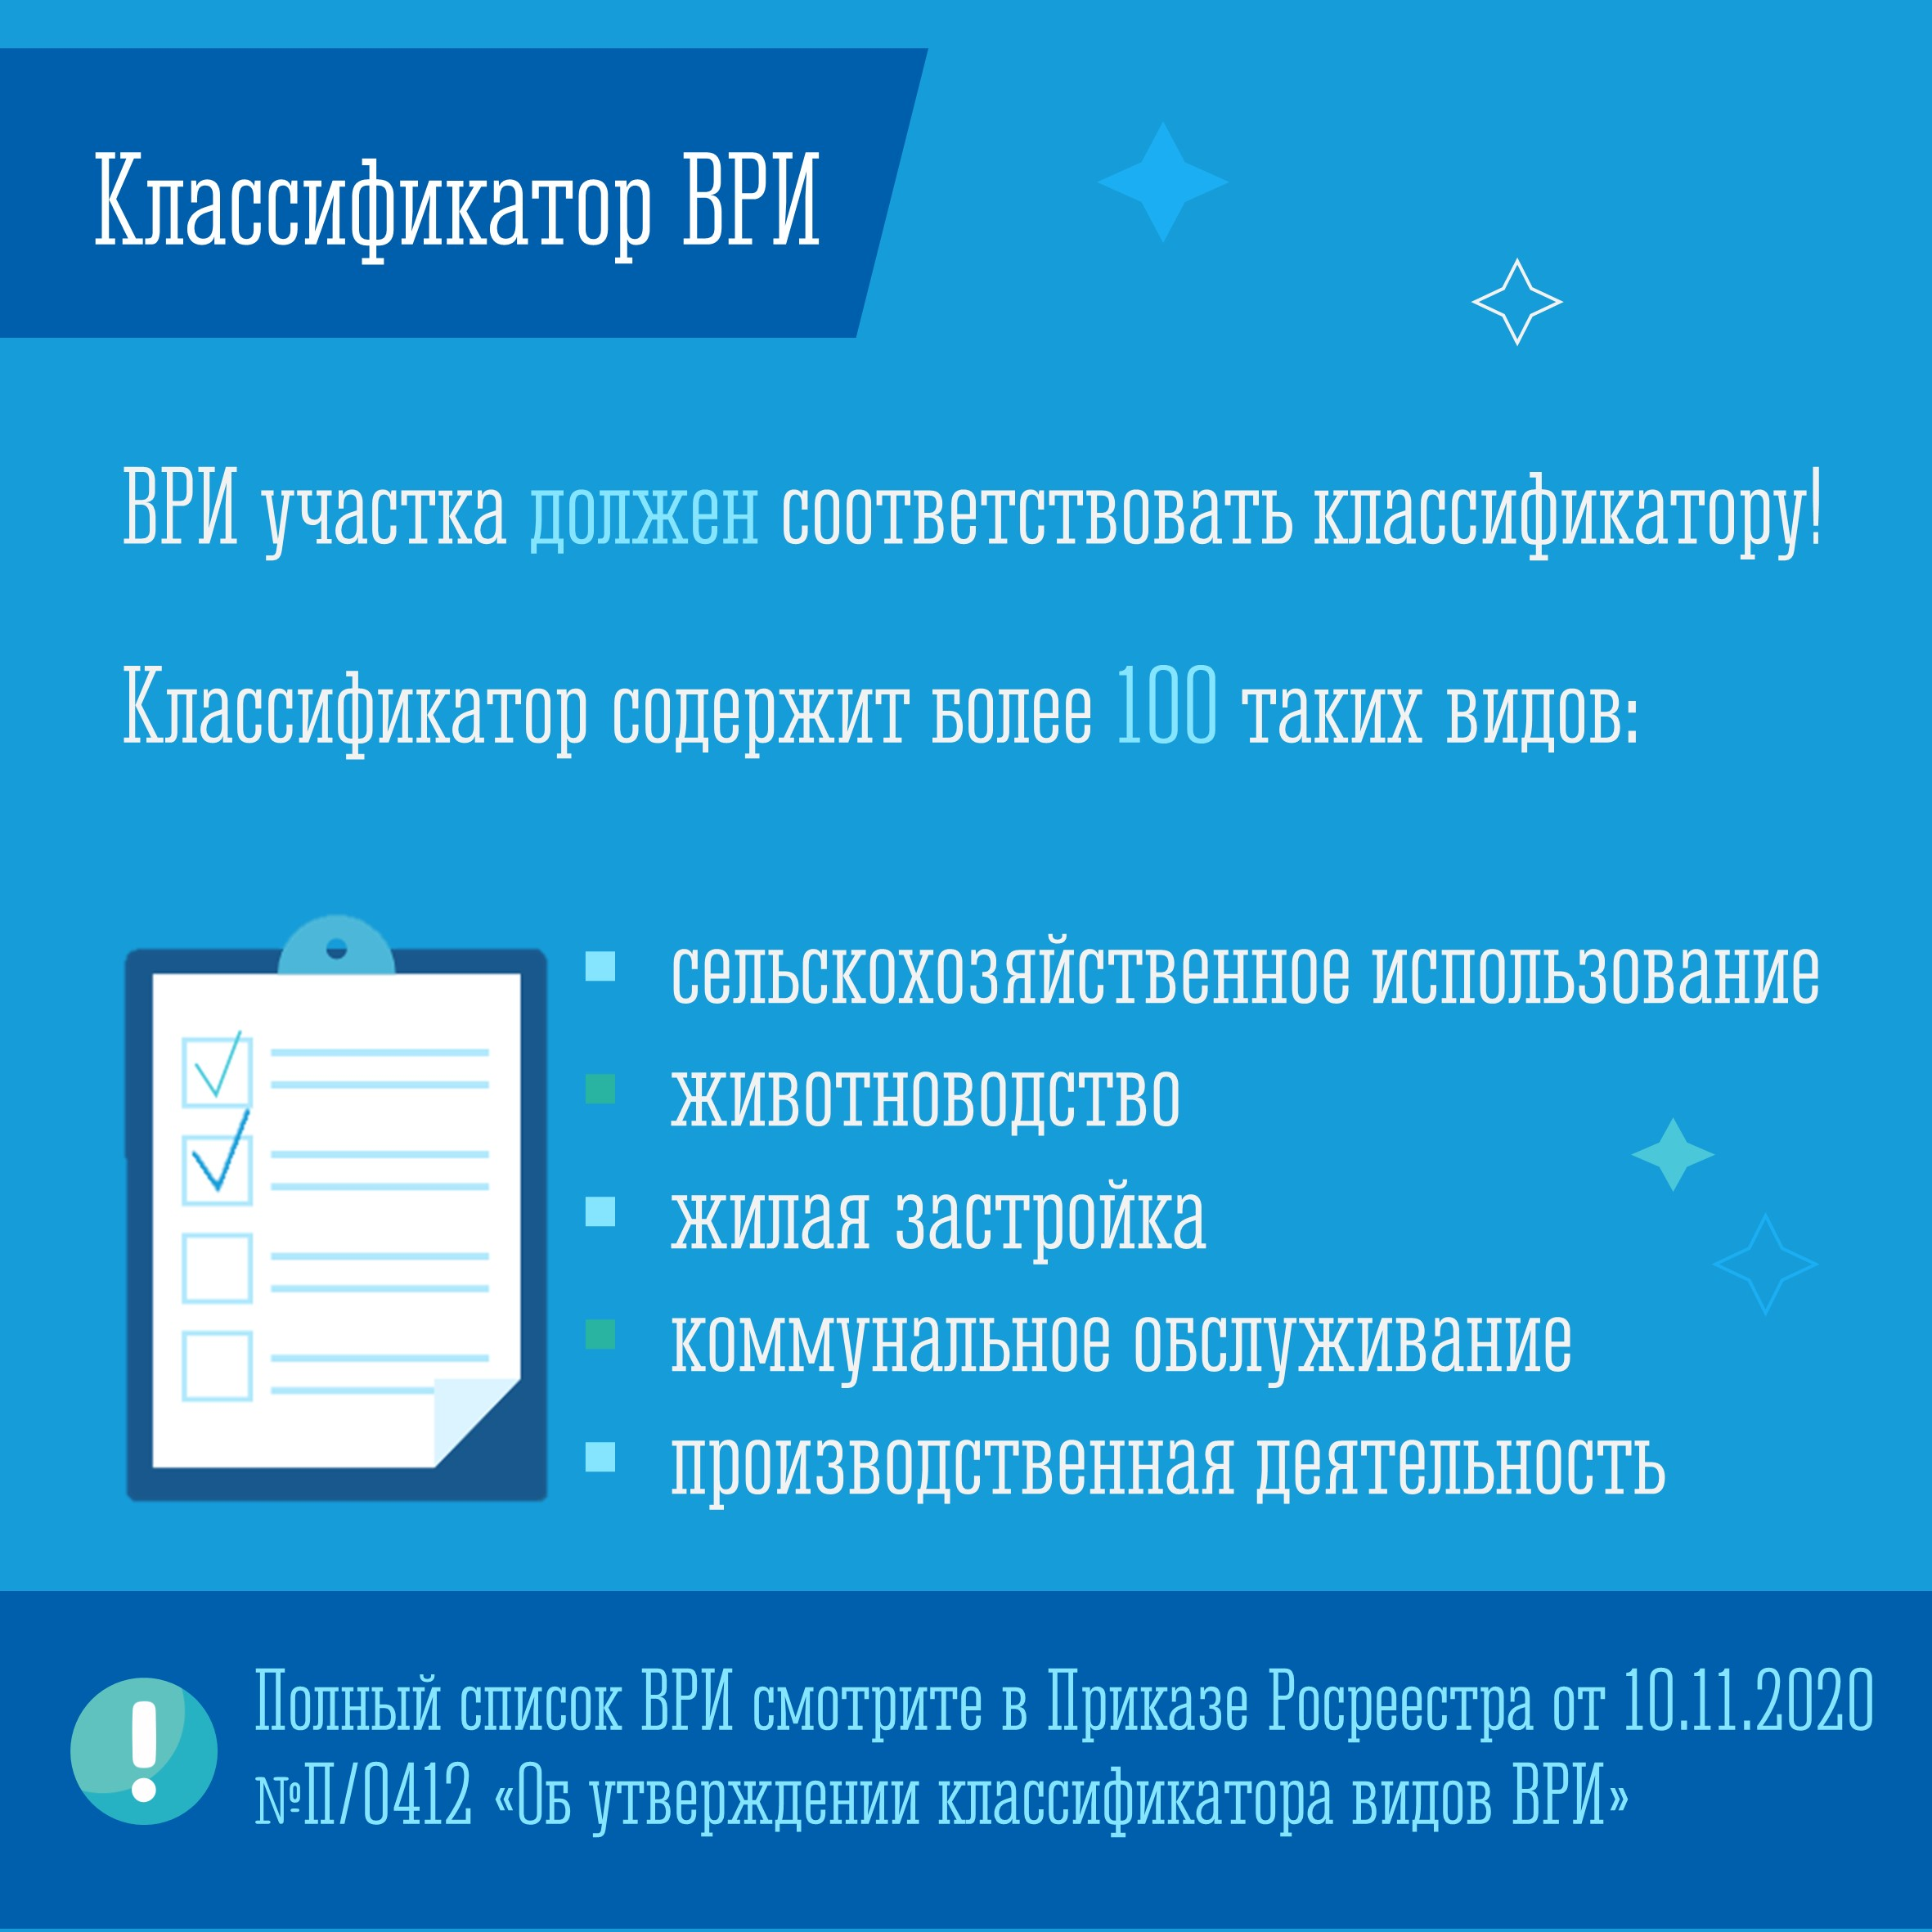 Классификатор ВРИ
ВРИ участка должен соответствовать классификатору!
Классификатор содержит более 100 таких видов:
сельскохозяйственное использование
животноводство
жилая застройка
коммунальное обслуживание
производственная деятельность
Полный список ВРИ смотрите в Приказе Росреестра от 10.11.2020
№П/0412 «Об утверждении классификатора видов ВРИ»